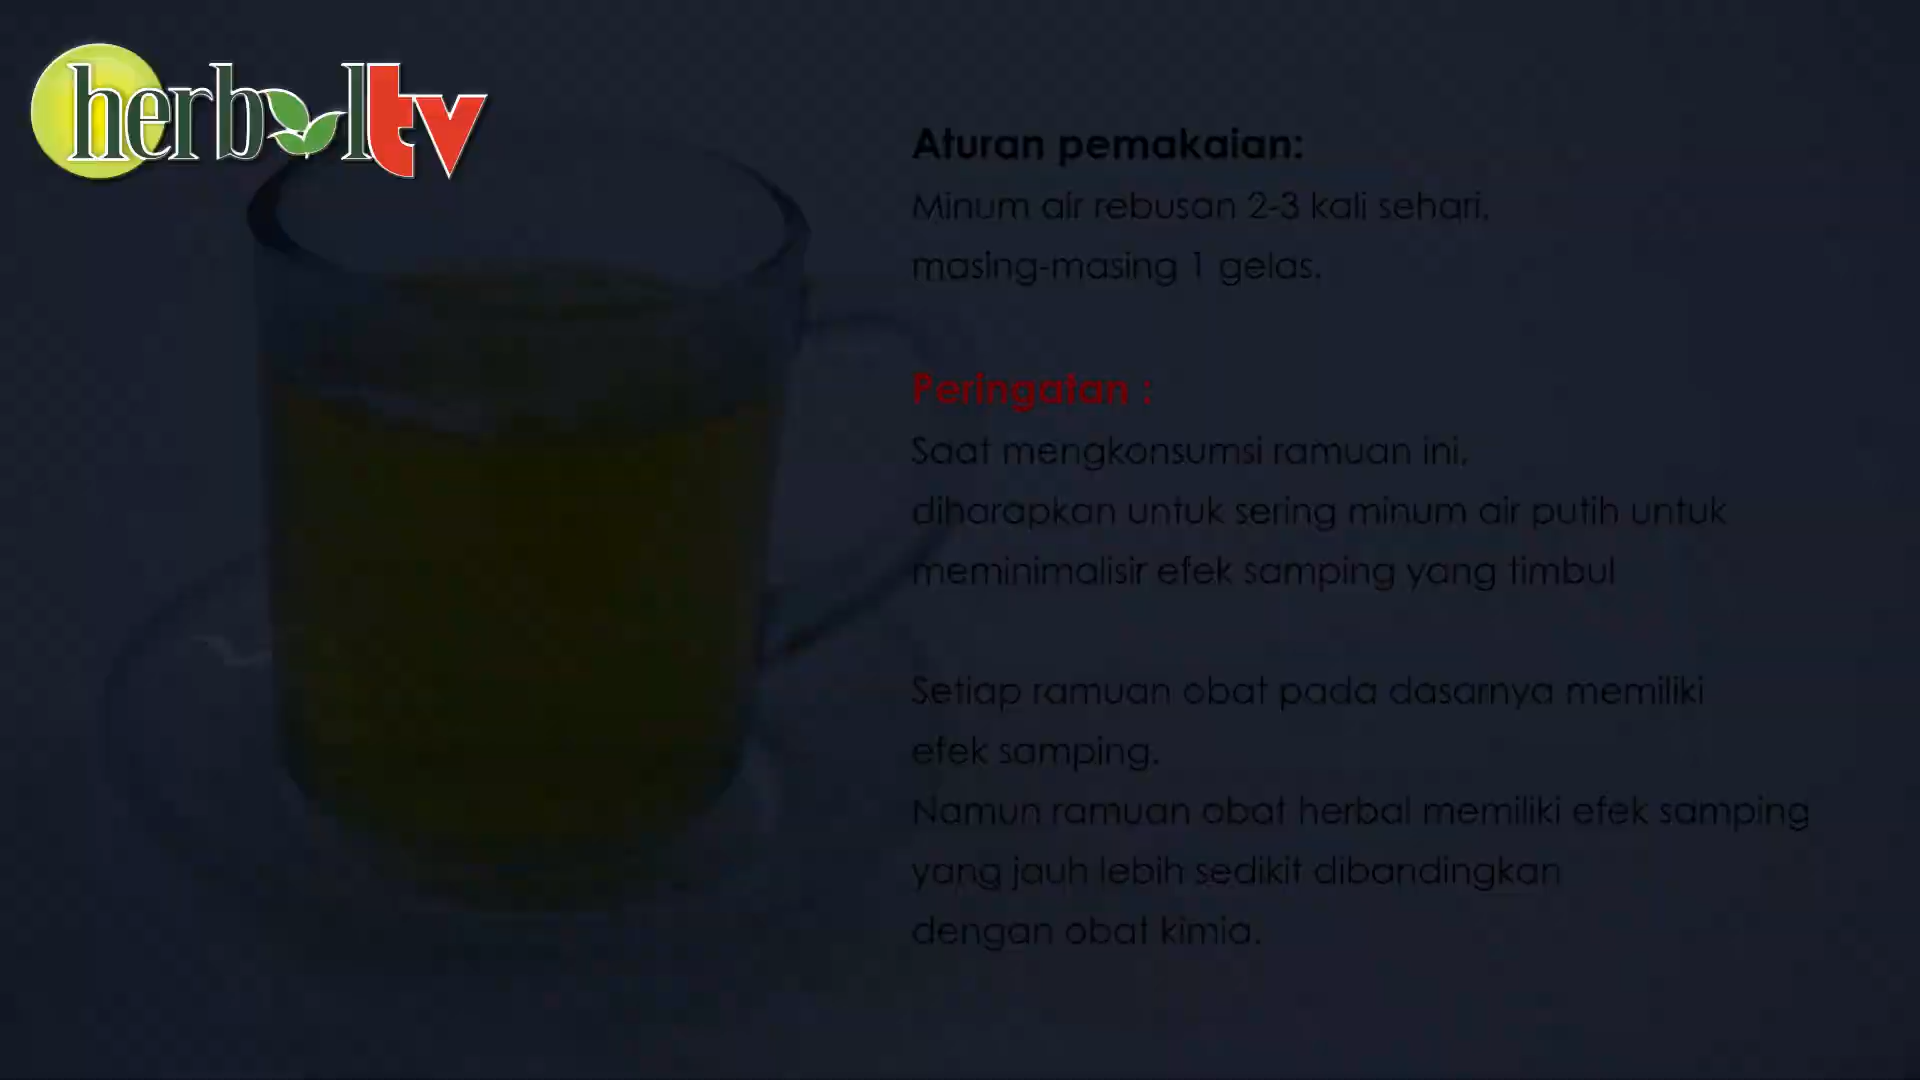 herbal tv
Aturan pemakaian:
Minum air rebusan 2-3 kali sehari,
masing-masing 1 gelas.
Peringatan :
Saat mengkonsumsi ramuan ini,
diharapkan untuk sering minum air putih untuk
meminimalisir efek samping yang timbul
Setiap ramuan obat pada dasarnya memiliki
efek samping.
Namun ramuan obat herbal memiliki efek samping
yang jauh lebih sedikit dibandingkan
dengan obat kimia.